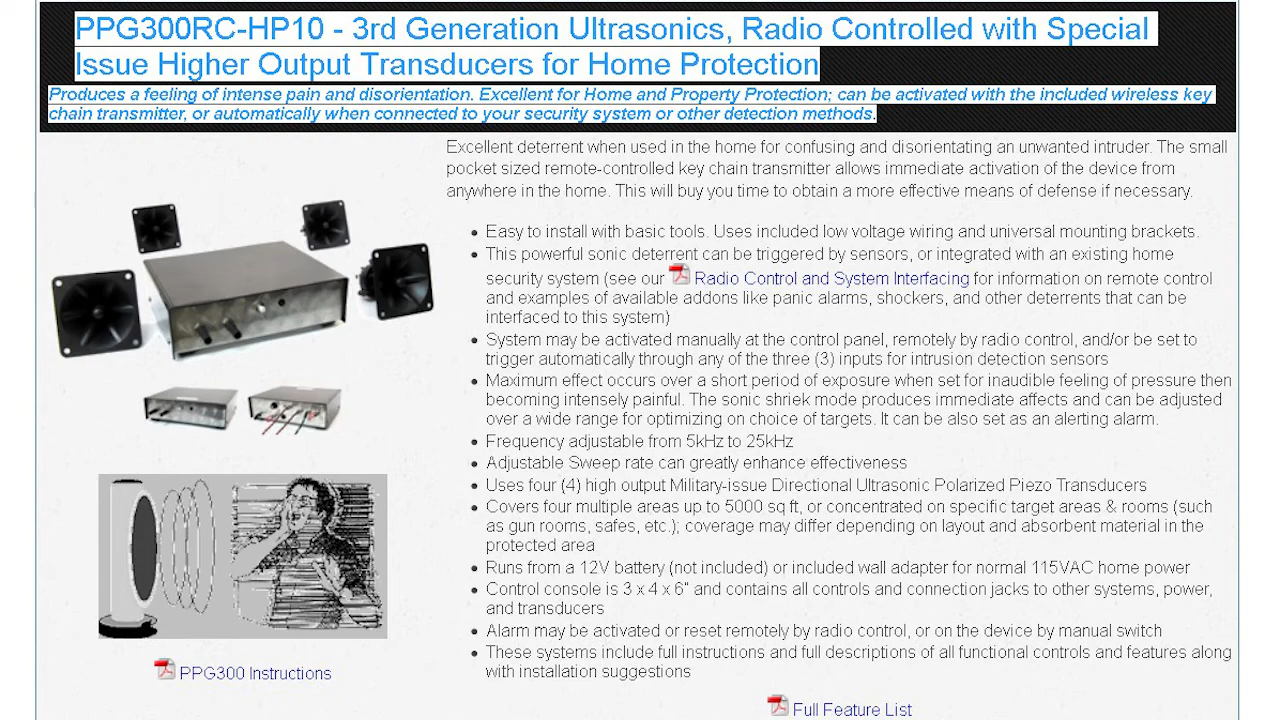 PPG300RC-HP10 - 3rd Generation Ultrasonics, Radio Controlled with Special
Issue Higher Output Transducers for Home Protection
Produces a feeling of intense pain and disorientation. Excellent for Home and Property Protection; can be activated with the included wireless key
chain transmitter, or automatically when connected to your security system or other detection methods.
Excellent deterrent when used in the home for confusing and disorientating an unwanted intruder. The small
pocket sized remote-controlled key chain transmitter allows immediate activation of the device from
anywhere in the home. This will buy you time to obtain a more effective means of defense if necessary.
• Easy to install with basic tools. Uses included low voltage wiring and universal mounting brackets.
• This powerful sonic deterrent can be triggered by sensors, or integrated with an existing home
security system (see our Radio Control and System Interfacing for information on remote control
and examples of available addons like panic alarms, shockers, and other deterrents that can be
interfaced to this system)
• System may be activated manually at the control panel, remotely by radio control, and/or be set to
trigger automatically through any of the three (3) inputs for intrusion detection sensors
• Maximum effect occurs over a short period of exposure when set for inaudible feeling of pressure then
becoming intensely painful. The sonic shriek mode produces immediate affects and can be adjusted
over a wide range for optimizing on choice of targets. It can be also set as an alerting alarm.
• Frequency adjustable from 5kHz to 25kHz
• Adjustable Sweep rate can greatly enhance effectiveness
• Uses four (4) high output Military-issue Directional Ultrasonic Polarized Piezo Transducers
• Covers four multiple areas up to 5000 sq ft, or concentrated on specific target areas & rooms (such
as gun rooms, safes, etc.); coverage may differ depending on layout and absorbent material in the
protected area
• Runs from a 12V battery (not included) or included wall adapter for normal 115VAC home power
• Control console is 3 x 4 x 6" and contains all controls and connection jacks to other systems, power,
and transducers
• Alarm may be activated or reset remotely by radio control, or on the device by manual switch
• These systems include full instructions and full descriptions of all functional controls and features along
with installation suggestions
PPG300 Instructions
Full Feature List